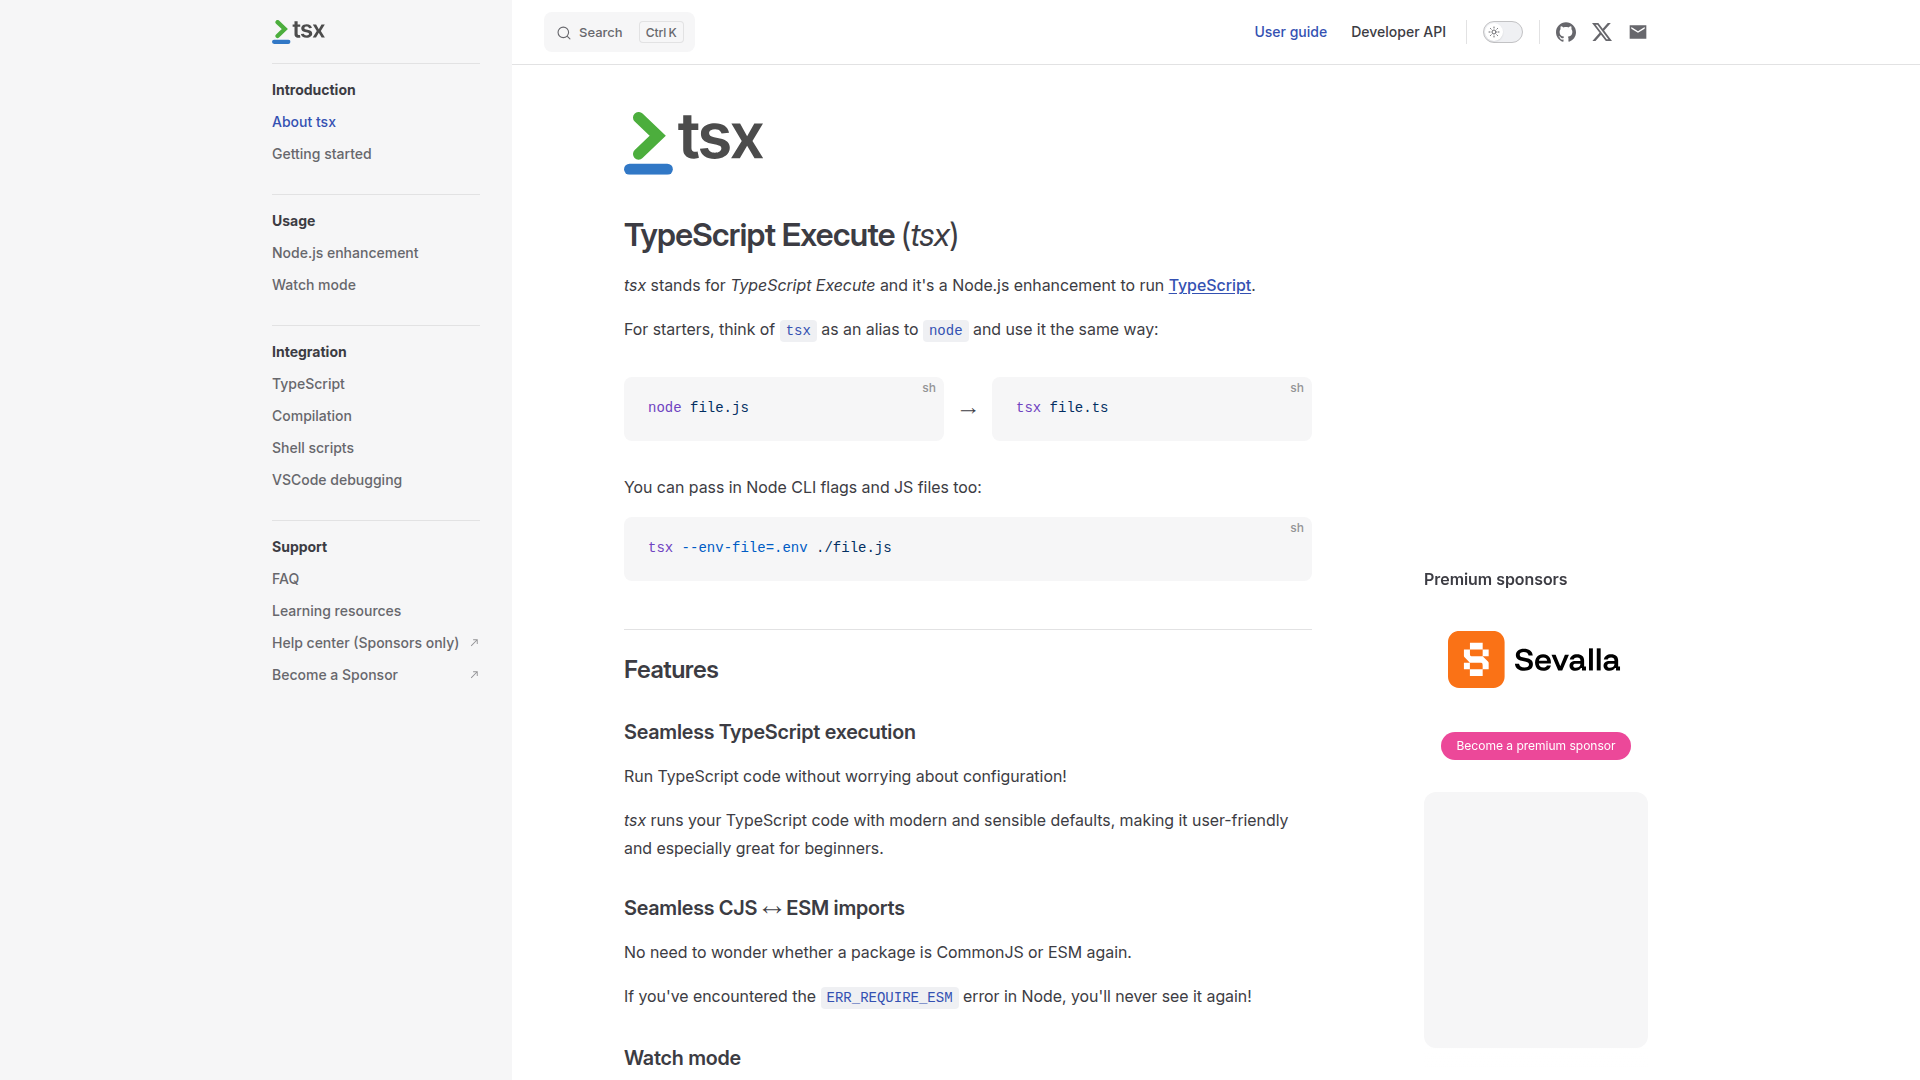 tsx
Introduction
About tsx
Getting started
Usage
Node.js enhancement
Watch mode
Integration
TypeScript
Compilation
Shell scripts
VSCode debugging
Support
FAQ
Learning resources
Help center (Sponsors only)
Become a Sponsor
Search Ctrl K
User guide
Developer API
tsx
TypeScript Execute (tsx)
tsx stands for TypeScript Execute and it's a Node.js enhancement to run TypeScript.
For starters, think of tsx as an alias to node and use it the same way:
sh
node file.js
→
sh
tsx file.ts
You can pass in Node CLI flags and JS files too:
sh
tsx --env-file=.env ./file.js
Features
Seamless TypeScript execution
Run TypeScript code without worrying about configuration!
tsx runs your TypeScript code with modern and sensible defaults, making it user-friendly
and especially great for beginners.
Seamless CJS ↔ ESM imports
No need to wonder whether a package is CommonJS or ESM again.
If you've encountered the ERR_REQUIRE_ESM error in Node, you'll never see it again!
Watch mode
Premium sponsors
Sevalla
Become a premium sponsor